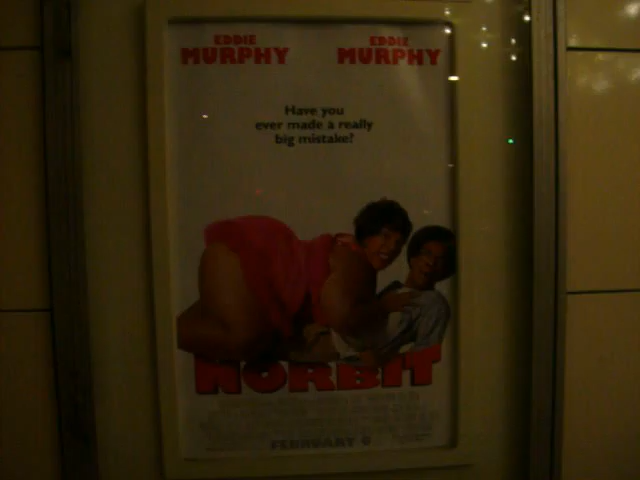 EDDIE EDDIE
MURPHY MURPHY
Have you
ever made a really
big mistake?
NORBIT
FEBRUARY 9